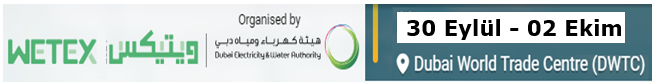 WETEX ويتيكس
Organised by
هيئة كهرباء ومياه دبي
Dubai Electricity & Water Authority
30 Eylül – 02 Ekim
Dubai World Trade Centre (DWTC)